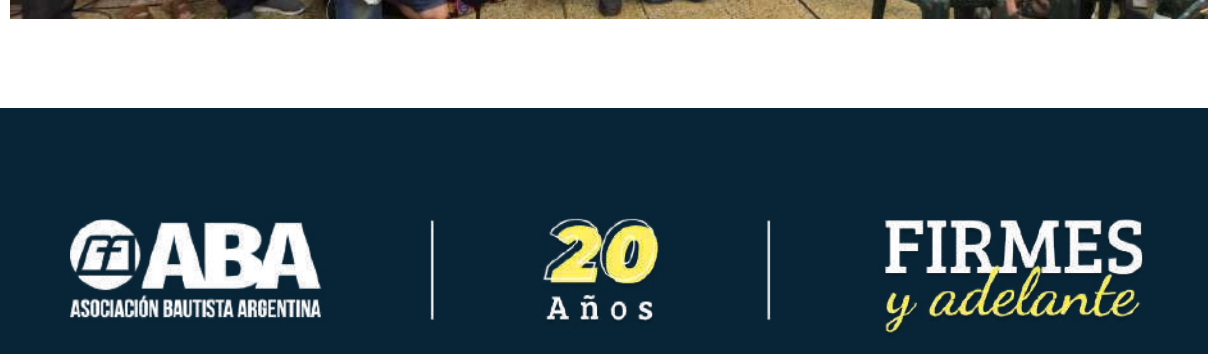 ABA
ASOCIACIÓN BAUTISTA ARGENTINA
20
Años
FIRMES
y adelante